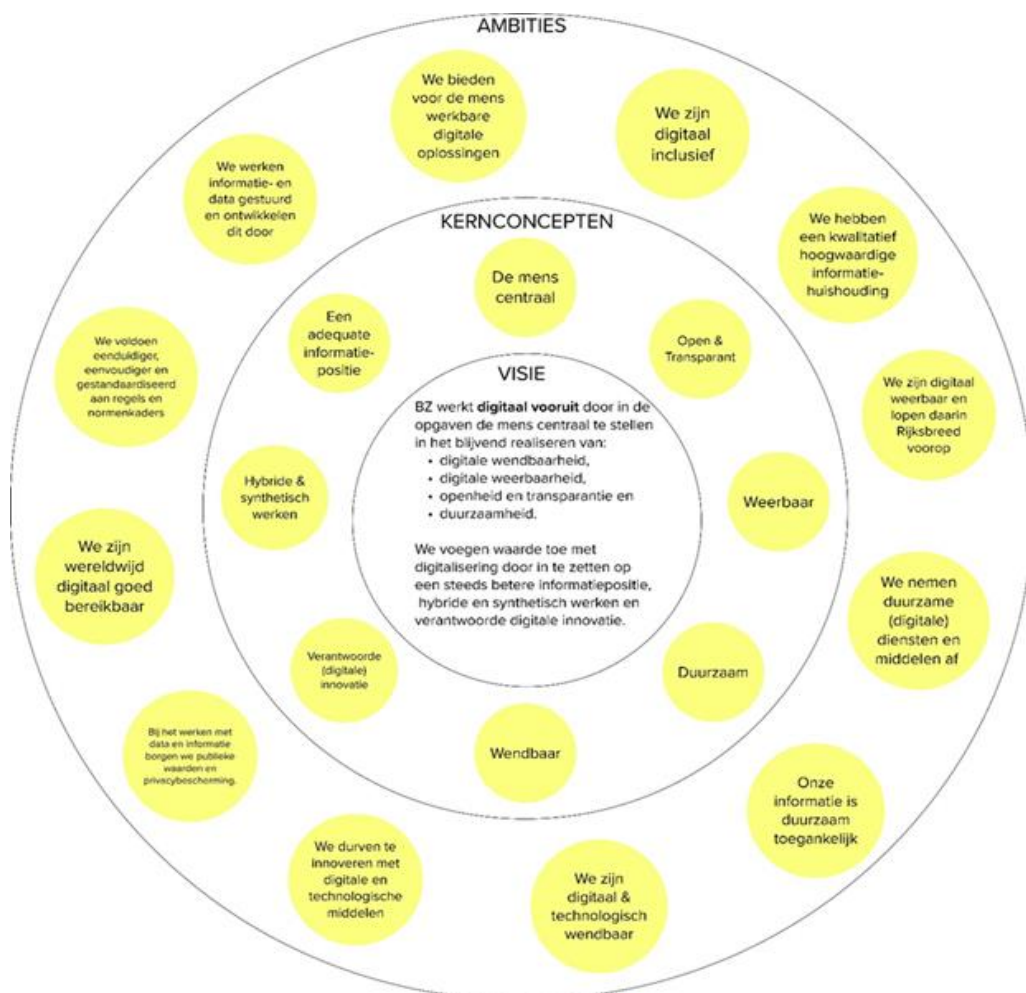 AMBITIES
We bieden
voor de mens
werkbare
digitale
oplossingen
We zijn
digitaal
inclusief
We hebben
een kwalitatief
hoogwaardige
informatie-
huishouding
We zijn digitaal
weerbaar en
lopen daarin
Rijksbreed
voorop
We nemen
duurzame
(digitale)
diensten en
middelen af
Onze
informatie is
duurzaam
toegankelijk
We zijn
digitaal &
technologisch
wendbaar
We durven te
innoveren met
digitale en
technologische
middelen
Bij het werken met
data en informatie
borgen we publieke
waarden en
privacybescherming.
We zijn
wereldwijd
digitaal goed
bereikbaar
We voldoen
eenduidiger,
eenvoudiger en
gestandaardiseerd
aan regels en
normenkaders
We werken
informatie- en
data gestuurd
en ontwikkelen
dit door
KERNCONCEPTEN
De mens
centraal
Open &
Transparant
Weerbaar
Duurzaam
Wendbaar
Verantwoorde
(digitale)
innovatie
Hybride &
synthetisch
werken
Een
adequate
informatie-
positie
VISIE
BZ werkt digitaal vooruit door in de
opgaven de mens centraal te stellen
in het blijvend realiseren van:
• digitale wendbaarheid,
• digitale weerbaarheid,
• openheid en transparantie en
• duurzaamheid.
We voegen waarde toe met
digitalisering door in te zetten op
een steeds betere informatiepositie,
hybride en synthetisch werken en
verantwoorde digitale innovatie.